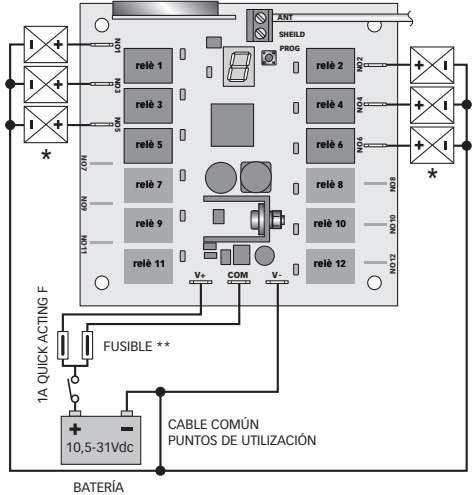 ANT
SHEILD
PROG
- +
NO1
relè 1
relè 2
NO2
+ -
- +
NO3
relè 3
relè 4
NO4
+ -
- +
NO5
relè 5
relè 6
NO6
+ -
*
*
NO7
relè 7
relè 8
NO8
NO9
relè 9
relè 10
NO10
NO11
relè 11
relè 12
NO12
V+ COM V-
1A QUICK ACTING F
FUSIBLE **
+ -
10,5-31Vdc
CABLE COMÚN
PUNTOS DE UTILIZACIÓN
BATERÍA